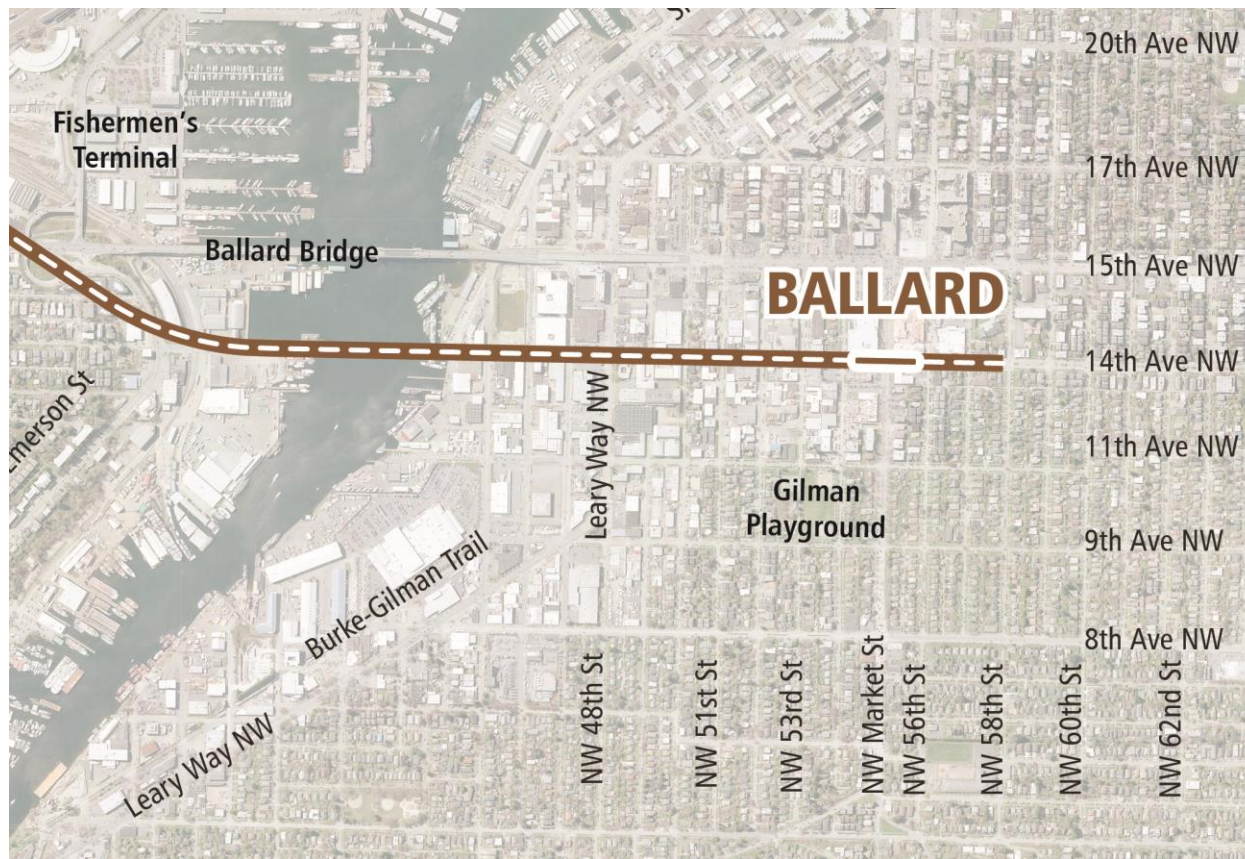 20th Ave NW
Fishermen's
Terminal
17th Ave NW
Ballard Bridge
15th Ave NW
BALLARD
14th Ave NW
Emerson St
Leary Way NW
11th Ave NW
Gilman
Playground
9th Ave NW
Burke-Gilman Trail
8th Ave NW
Leary Way NW
NW 48th St
NW 51st St
NW 53rd St
NW Market St
NW 56th St
NW 58th St
NW 60th St
NW 62nd St